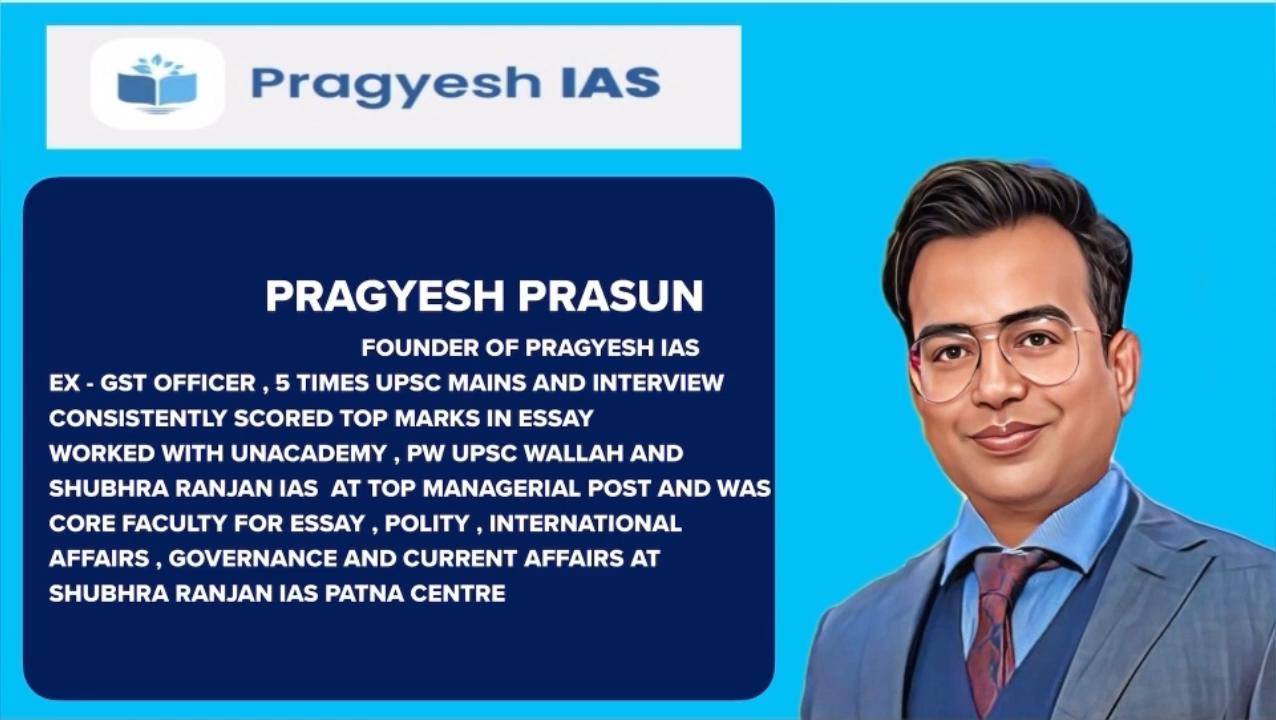 Pragyesh IAS
PRAGYESH PRASUN
FOUNDER OF PRAGYESH IAS
EX - GST OFFICER , 5 TIMES UPSC MAINS AND INTERVIEW
CONSISTENTLY SCORED TOP MARKS IN ESSAY
WORKED WITH UNACADEMY , PW UPSC WALLAH AND
SHUBHRA RANJAN IAS AT TOP MANAGERIAL POST AND WAS
CORE FACULTY FOR ESSAY , POLITY , INTERNATIONAL
AFFAIRS , GOVERNANCE AND CURRENT AFFAIRS AT
SHUBHRA RANJAN IAS PATNA CENTRE